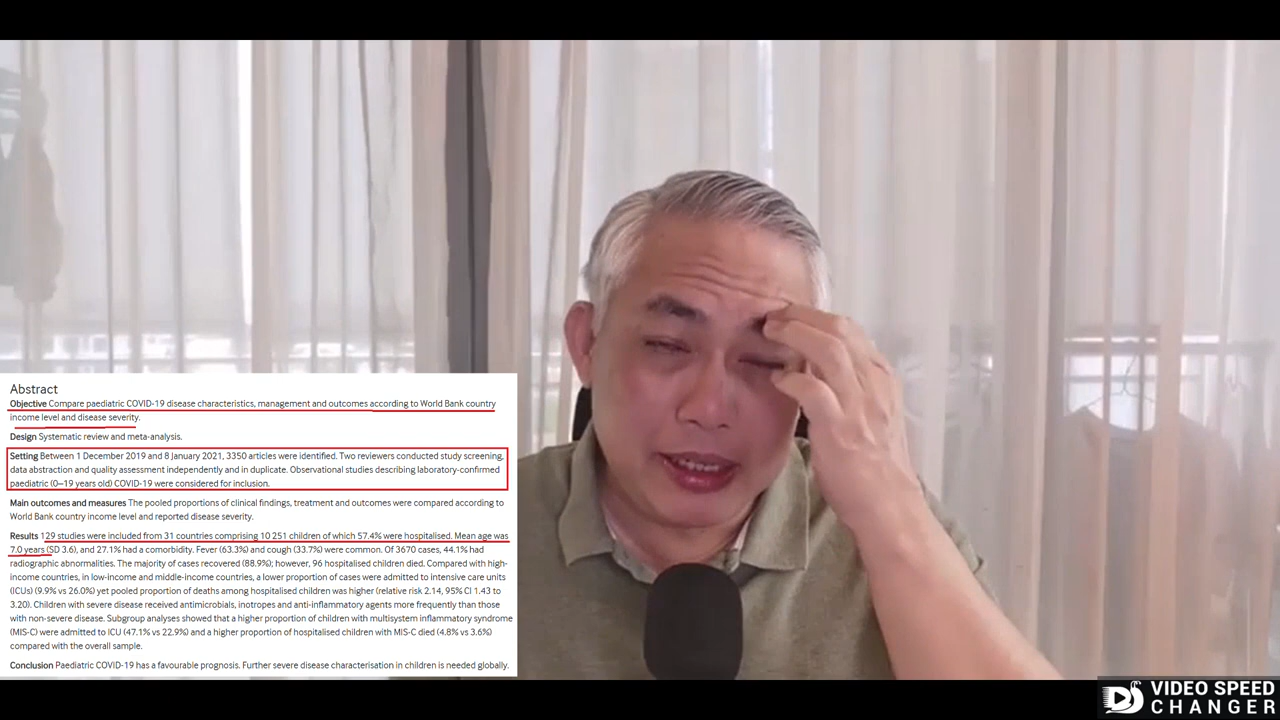 Abstract
Objective Compare paediatric COVID-19 disease characteristics, management and outcomes according to World Bank country
income level and disease severity.
Design Systematic review and meta-analysis.
Setting Between 1 December 2019 and 8 January 2021, 3350 articles were identified. Two reviewers conducted study screening,
data abstraction and quality assessment independently and in duplicate. Observational studies describing laboratory-confirmed
paediatric (0–19 years old) COVID-19 were considered for inclusion.
Main outcomes and measures The pooled proportions of clinical findings, treatment and outcomes were compared according to
World Bank country income level and reported disease severity.
Results 129 studies were included from 31 countries comprising 10 251 children of which 57.4% were hospitalised. Mean age was
7.0 years (SD 3.6), and 27.1% had a comorbidity. Fever (63.3%) and cough (33.7%) were common. Of 3670 cases, 44.1% had
radiographic abnormalities. The majority of cases recovered (88.9%); however, 96 hospitalised children died. Compared with high-
income countries, in low-income and middle-income countries, a lower proportion of cases were admitted to intensive care units
(ICUs) (9.9% vs 26.0%) yet pooled proportion of deaths among hospitalised children was higher (relative risk 2.14, 95% CI 1.43 to
3.20). Children with severe disease received antimicrobials, inotropes and anti-inflammatory agents more frequently than those
with non-severe disease. Subgroup analyses showed that a higher proportion of children with multisystem inflammatory syndrome
(MIS-C) were admitted to ICU (47.1% vs 22.9%) and a higher proportion of hospitalised children with MIS-C died (4.8% vs 3.6%)
compared with the overall sample.
Conclusion Paediatric COVID-19 has a favourable prognosis. Further severe disease characterisation in children is needed globally.
VIDEO SPEED
CHANGER